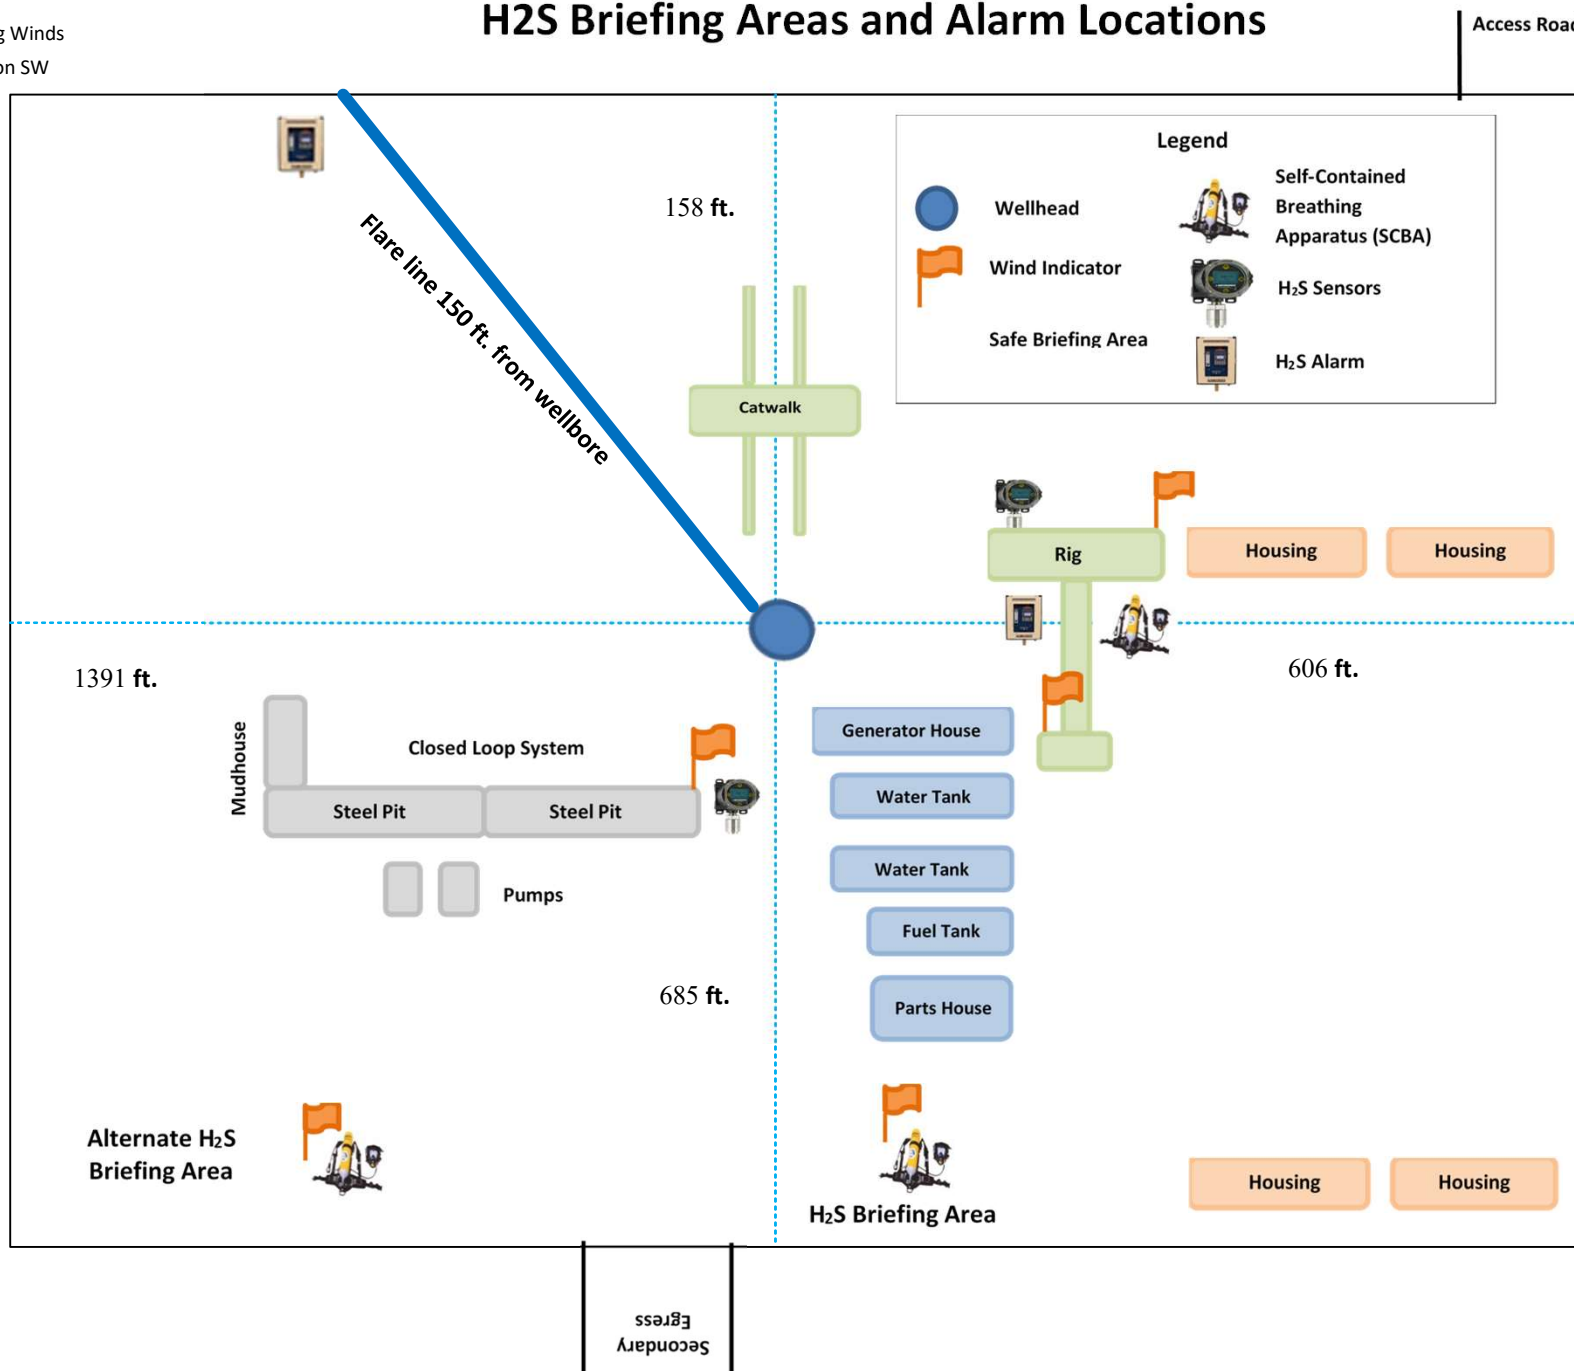 H2S Briefing Areas and Alarm Locations
Winds
SW
Access Road
Legend
Wellhead
Wind Indicator
Safe Briefing Area
Self-Contained
Breathing
Apparatus (SCBA)
H₂S Sensors
H₂S Alarm
158 ft.
Flare line 150 ft. from wellbore
Catwalk
Rig
Housing
Housing
1391 ft.
606 ft.
Mudhouse
Closed Loop System
Steel Pit
Steel Pit
Pumps
Generator House
Water Tank
Water Tank
Fuel Tank
Parts House
685 ft.
Alternate H₂S
Briefing Area
H₂S Briefing Area
Housing
Housing
Secondary
Egress